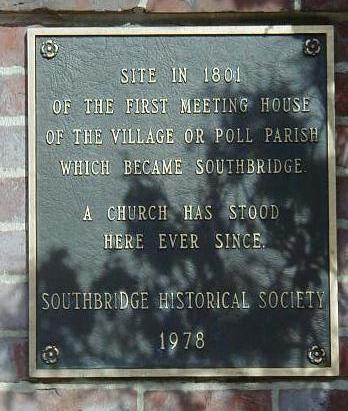 SITE IN 1801
OF THE FIRST MEETING HOUSE
OF THE VILLAGE OR POLL PARISH
WHICH BECAME SOUTHBRIDGE.
A CHURCH HAS STOOD
HERE EVER SINCE.
SOUTHBRIDGE HISTORICAL SOCIETY
1978